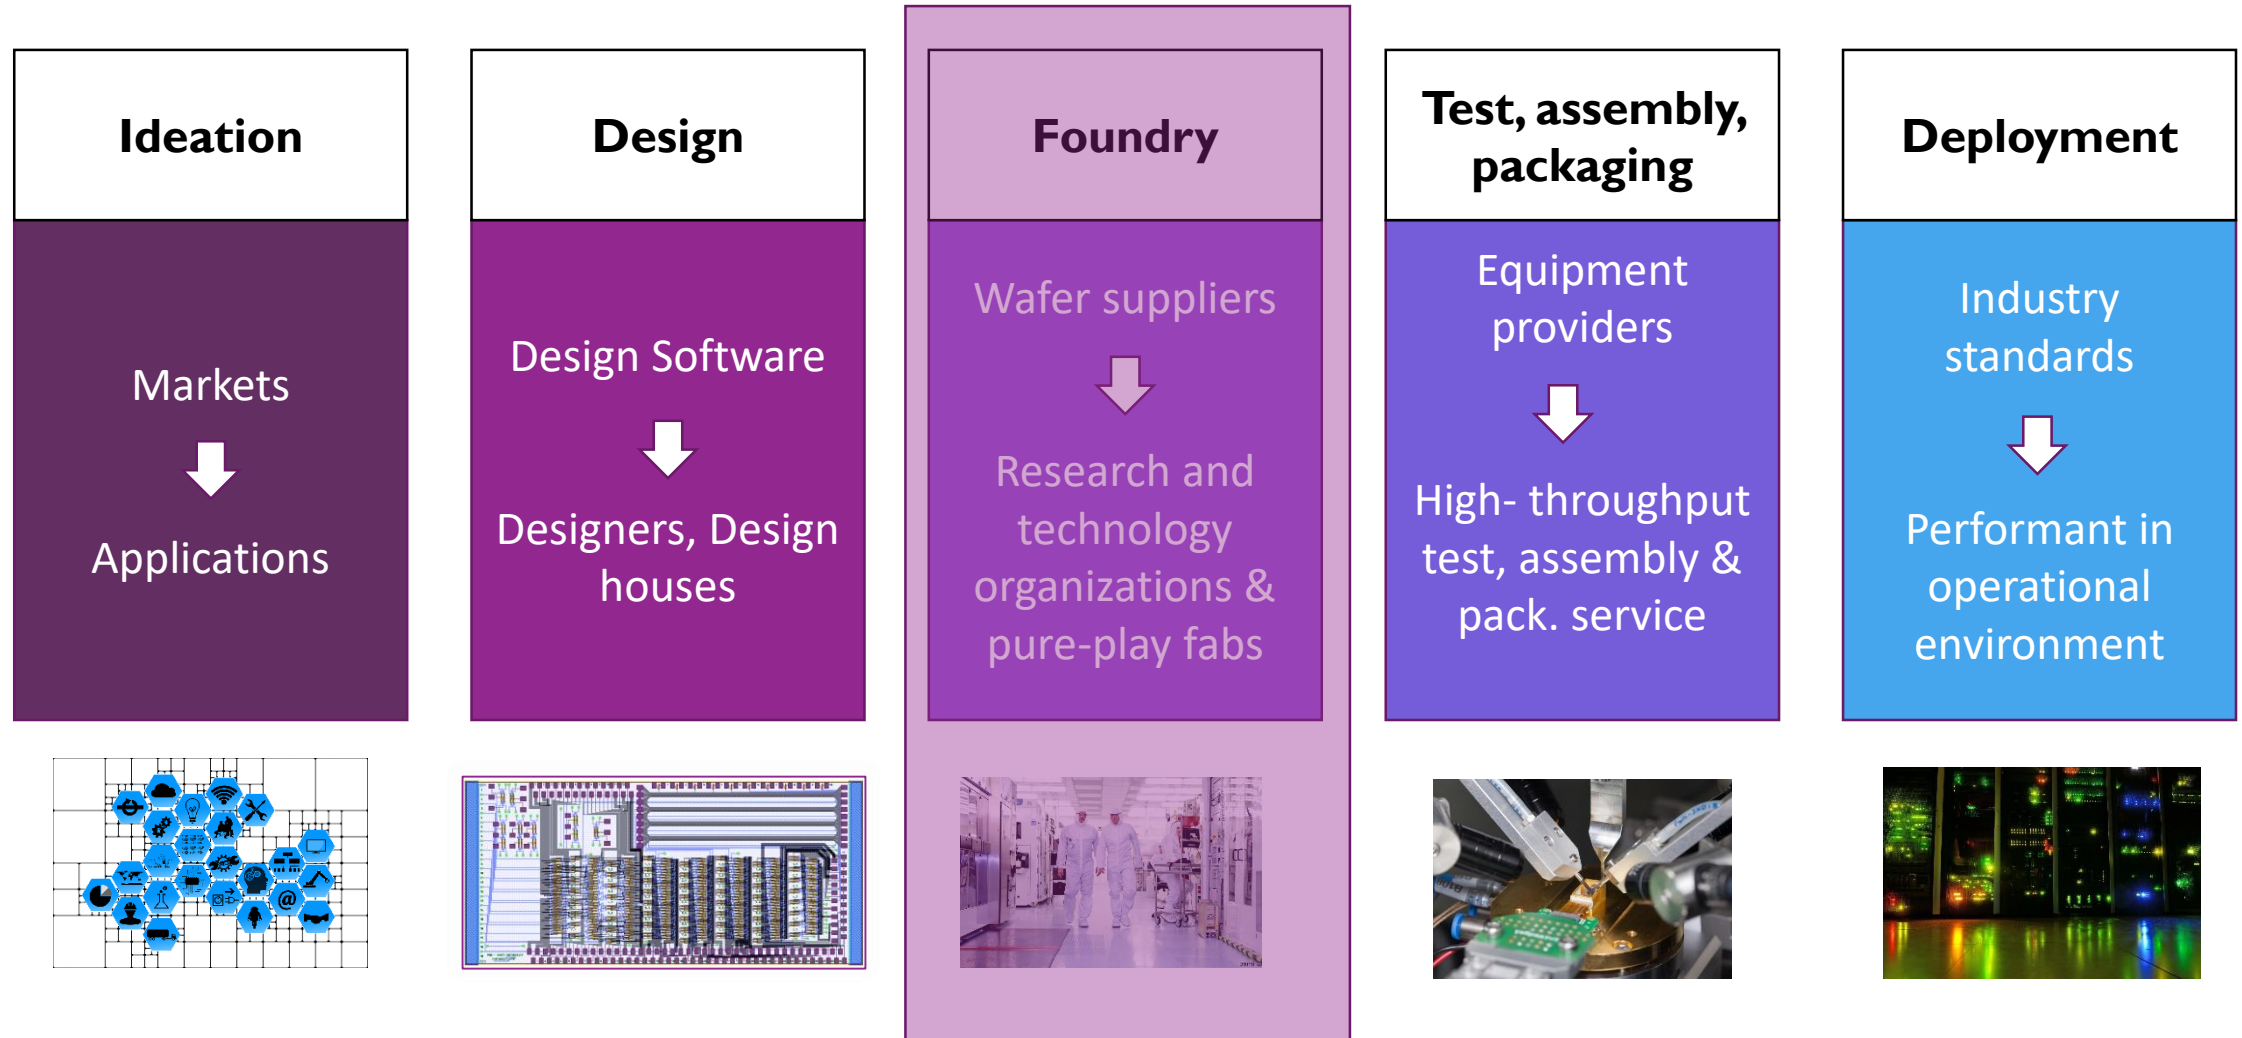 Ideation
Markets
Applications
Design
Design Software
Designers, Design
houses
Foundry
Wafer suppliers
Research and
technology
organizations &
pure-play fabs
Test, assembly,
packaging
Equipment
providers
High- throughput
test, assembly &
pack. service
Deployment
Industry
standards
Performant in
operational
environment
@